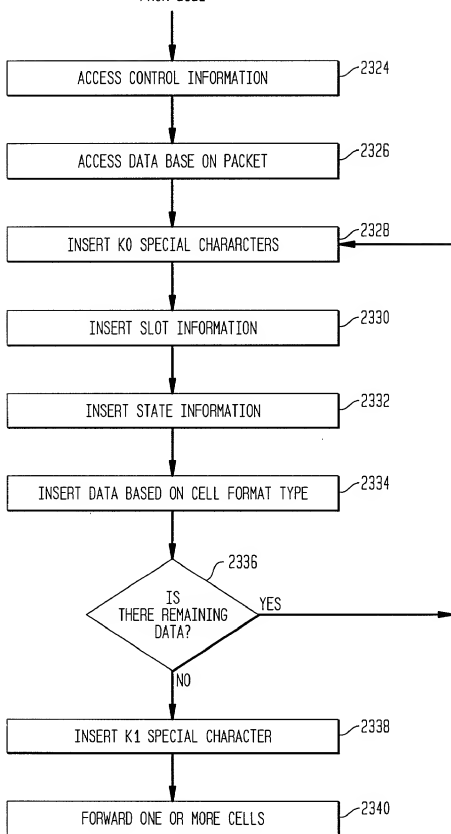 ACCESS CONTROL INFORMATION
2324
ACCESS DATA BASE ON PACKET
2326
INSERT K0 SPECIAL CHARARCTERS
2328
INSERT SLOT INFORMATION
2330
INSERT STATE INFORMATION
2332
INSERT DATA BASED ON CELL FORMAT TYPE
2334
2336
IS
THERE REMAINING
DATA?
YES
NO
INSERT K1 SPECIAL CHARACTER
2338
FORWARD ONE OR MORE CELLS
2340